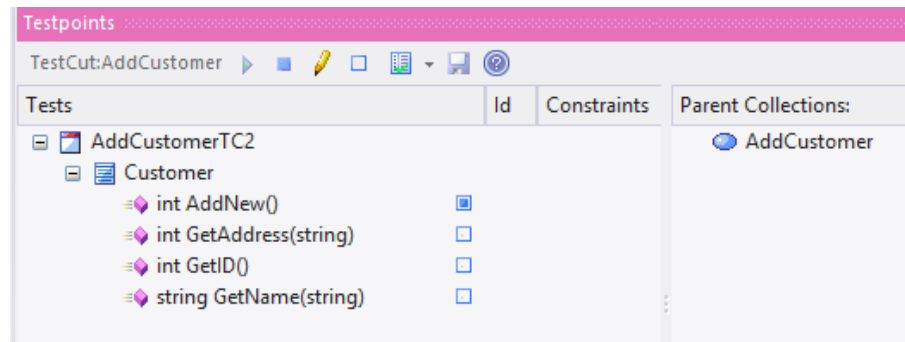 Testpoints
TestCut:AddCustomer
Tests Id Constraints Parent Collections:
AddCustomerTC2 AddCustomer
Customer
int AddNew()
int GetAddress(string)
int GetID()
string GetName(string)